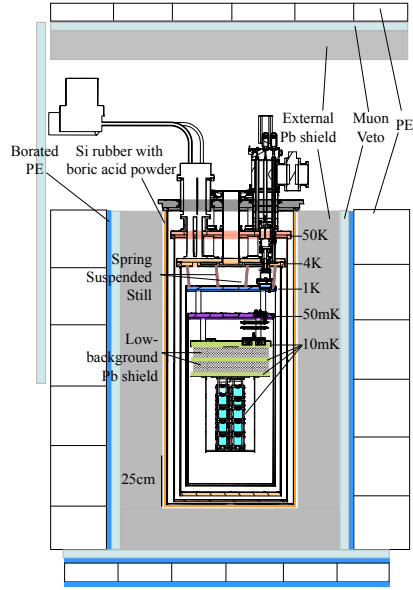 External
Pb shield
Muon
Veto
PE
Borated
PE
Si rubber with
boric acid powder
50K
4K
Spring
Suspended
Still
1K
50mK
Low-
background
Pb shield
10mK
25cm